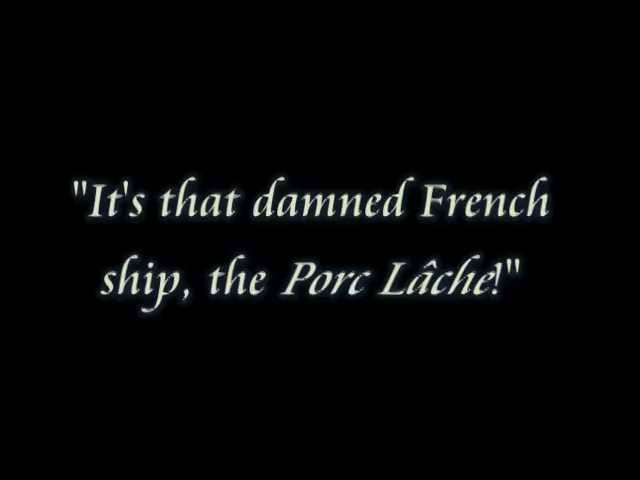 "It's that damned French
ship, the Porc Lâche!"